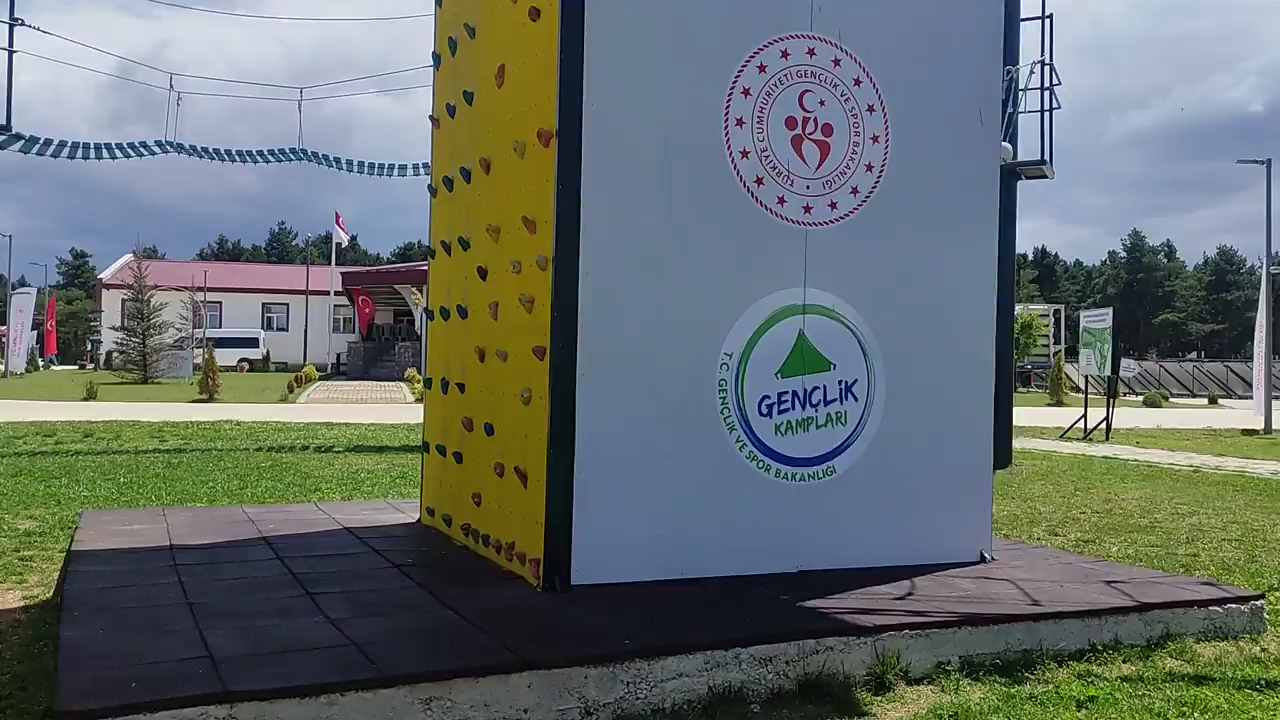 TÜRKİYE CUMHURİYETİ GENÇLİK VE SPOR BAKANLIĞI
GENÇLİK
KAMPLARI
T.C. GENÇLİK VE SPOR BAKANLIĞI